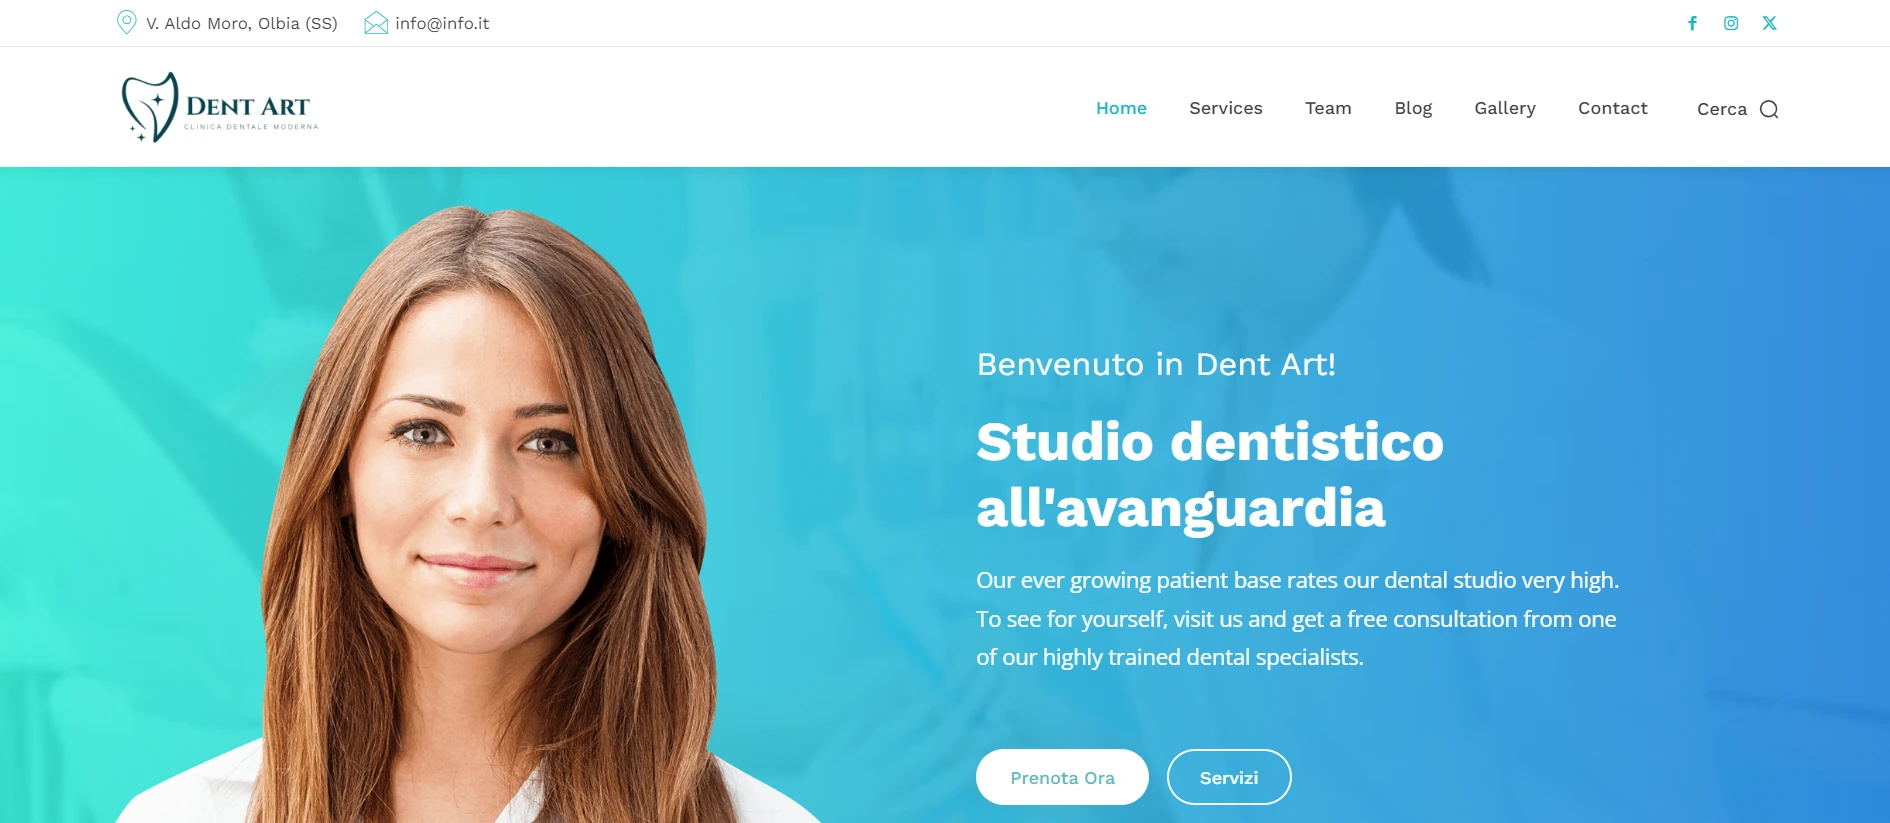 V. Aldo Moro, Olbia (SS) info@info.it
DENT ART
CLINICA DENTALE MODERNA
Home Services Team Blog Gallery Contact Cerca
Benvenuto in Dent Art!
Studio dentistico
all'avanguardia
Our ever growing patient base rates our dental studio very high.
To see for yourself, visit us and get a free consultation from one
of our highly trained dental specialists.
Prenota Ora Servizi